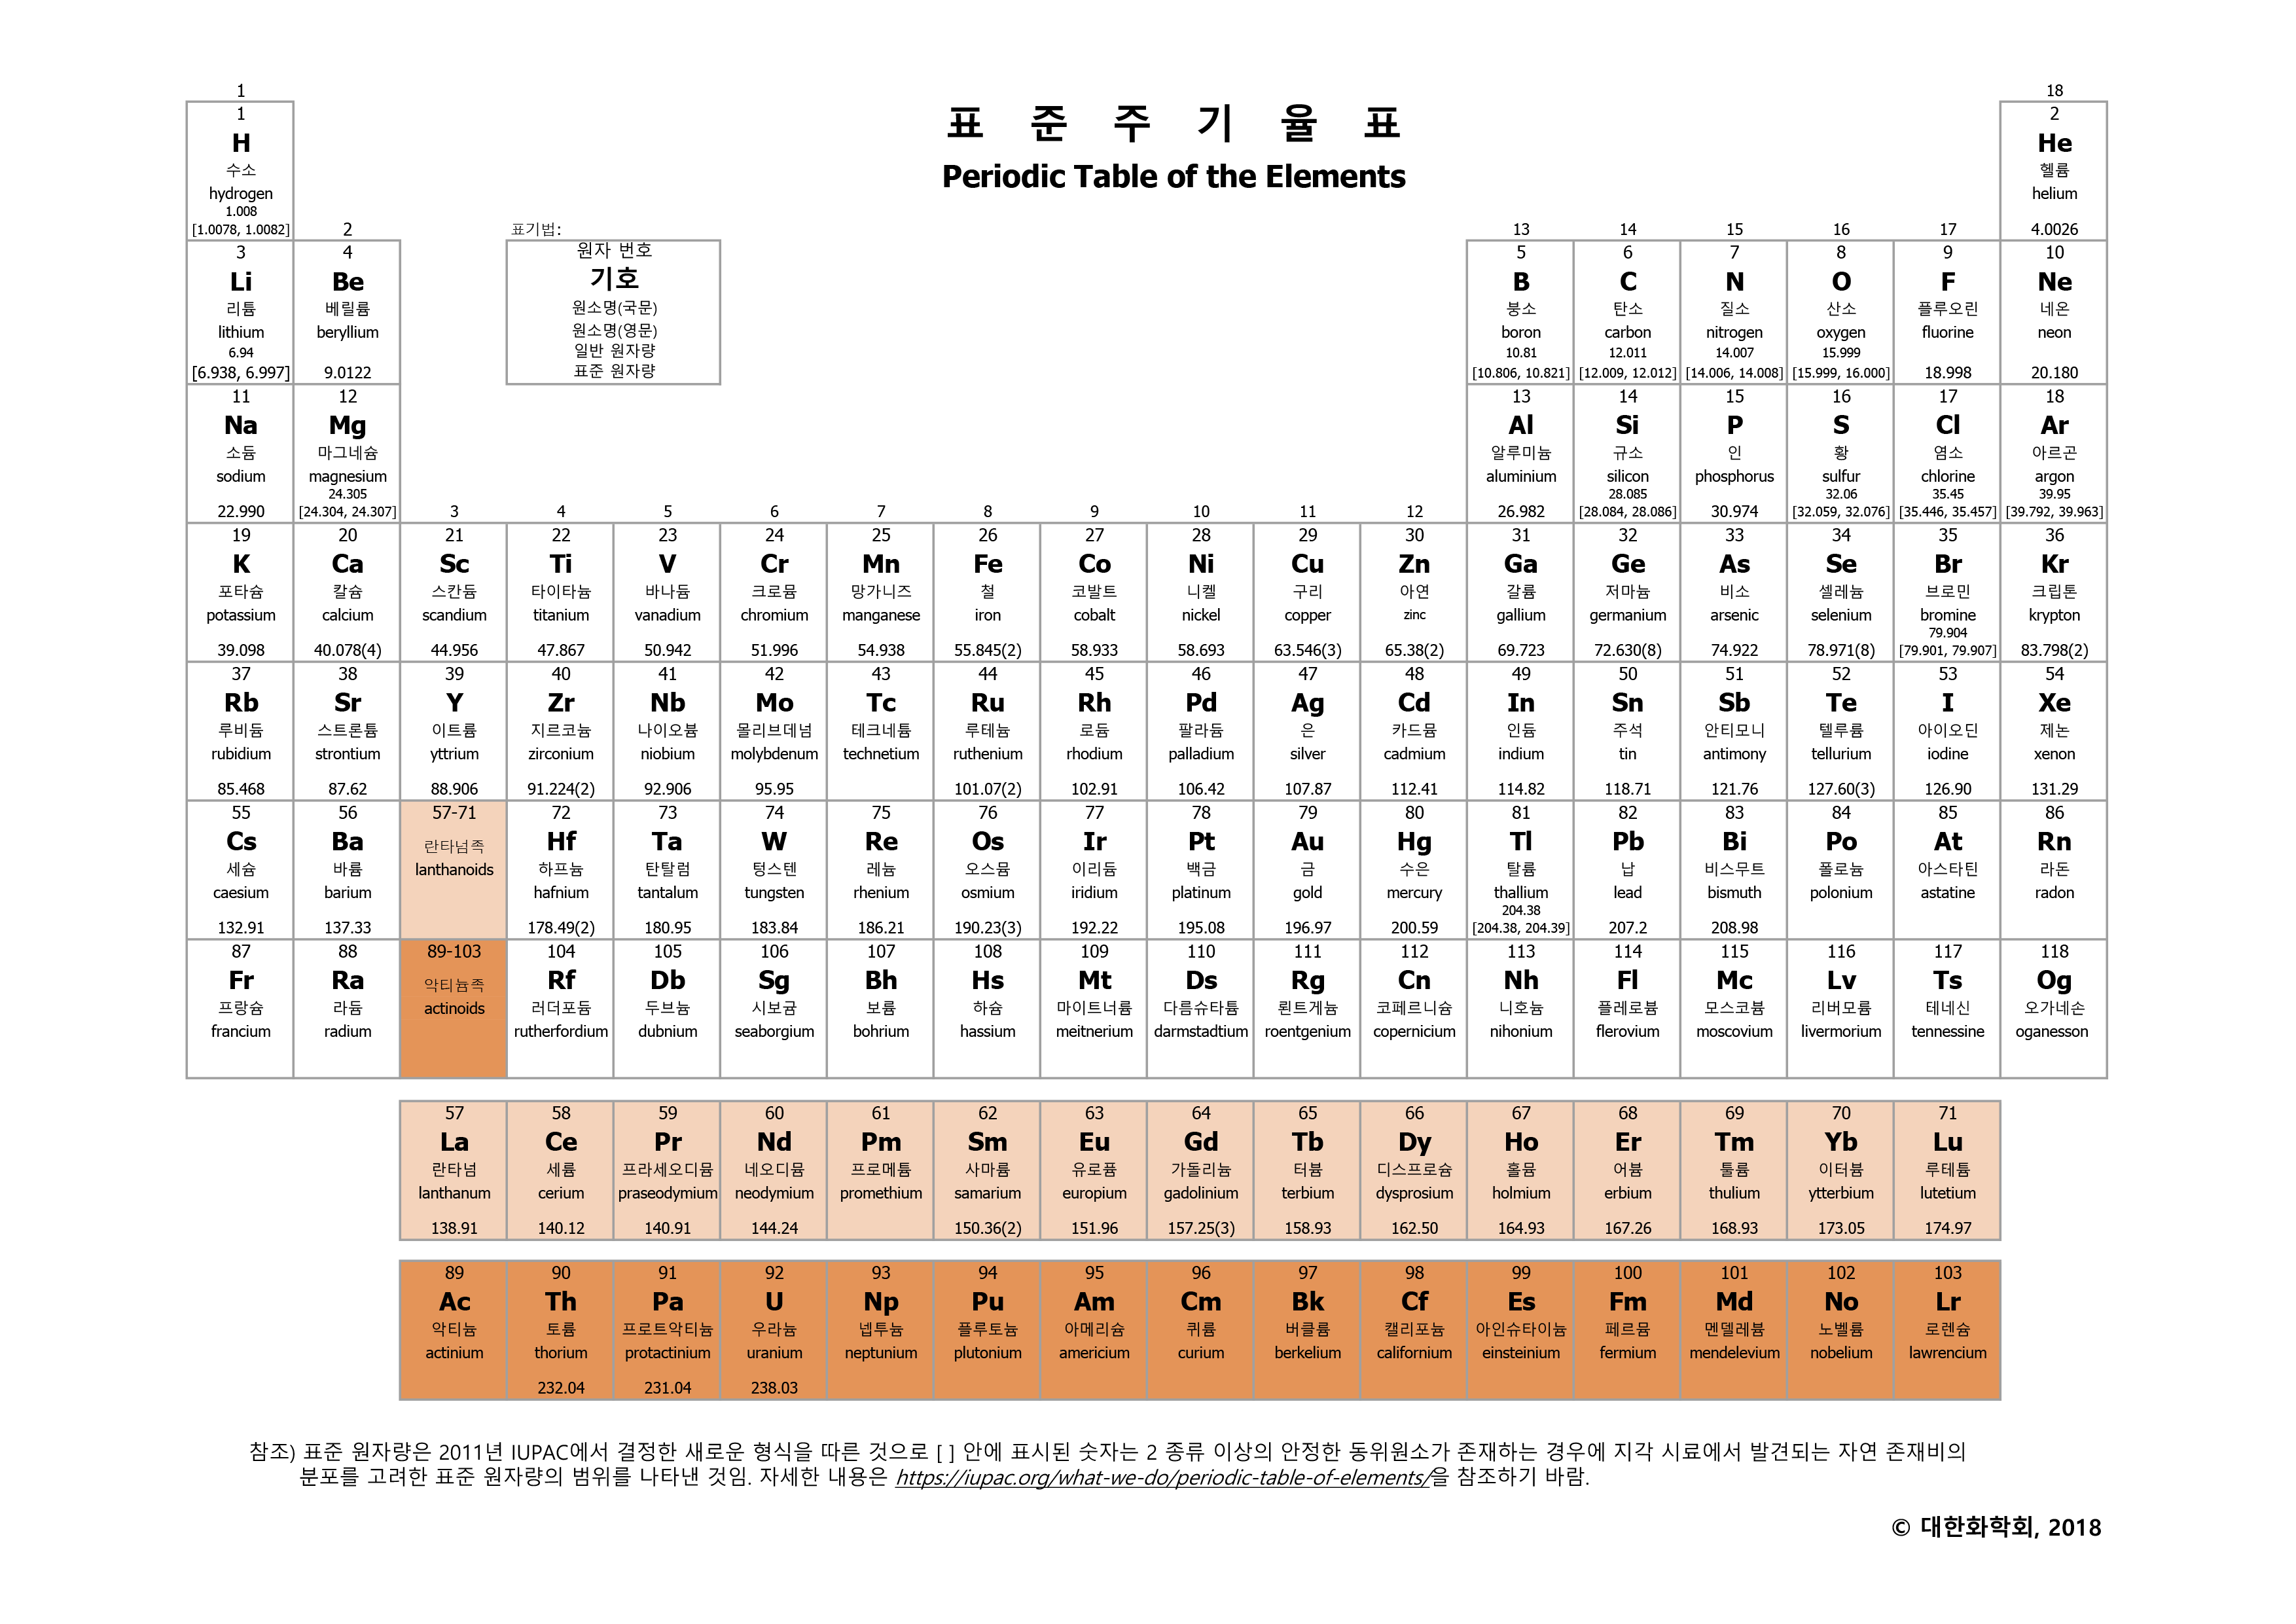 표 준 주 기 율 표
Periodic Table of the Elements
1
18
1
H
수소
hydrogen
1.008
[1.0078, 1.0082]
2
He
헬륨
helium
4.0026
2
표기법:
원자 번호
기호
원소명(국문)
원소명(영문)
일반 원자량
표준 원자량
13
14
15
16
17
3
Li
리튬
lithium
6.94
[6.938, 6.997]
4
Be
베릴륨
beryllium
9.0122
5
B
붕소
boron
10.81
[10.806, 10.821]
6
C
탄소
carbon
12.011
[12.009, 12.012]
7
N
질소
nitrogen
14.007
[14.006, 14.008]
8
O
산소
oxygen
15.999
[15.999, 16.000]
9
F
플루오린
fluorine
18.998
10
Ne
네온
neon
20.180
11
Na
소듐
sodium
22.990
12
Mg
마그네슘
magnesium
24.305
[24.304, 24.307]
3
4
5
6
7
8
9
10
11
12
13
Al
알루미늄
aluminium
26.982
14
Si
규소
silicon
28.085
[28.084, 28.086]
15
P
인
phosphorus
30.974
16
S
황
sulfur
32.06
[32.059, 32.076]
17
Cl
염소
chlorine
35.45
[35.446, 35.457]
18
Ar
아르곤
argon
39.95
[39.792, 39.963]
19
K
포타슘
potassium
39.098
20
Ca
칼슘
calcium
40.078(4)
21
Sc
스칸듐
scandium
44.956
22
Ti
타이타늄
titanium
47.867
23
V
바나듐
vanadium
50.942
24
Cr
크로뮴
chromium
51.996
25
Mn
망가니즈
manganese
54.938
26
Fe
철
iron
55.845(2)
27
Co
코발트
cobalt
58.933
28
Ni
니켈
nickel
58.693
29
Cu
구리
copper
63.546(3)
30
Zn
아연
zinc
65.38(2)
31
Ga
갈륨
gallium
69.723
32
Ge
저마늄
germanium
72.630(8)
33
As
비소
arsenic
74.922
34
Se
셀레늄
selenium
78.971(8)
35
Br
브로민
bromine
79.904
[79.901, 79.907]
36
Kr
크립톤
krypton
83.798(2)
37
Rb
루비듐
rubidium
85.468
38
Sr
스트론튬
strontium
87.62
39
Y
이트륨
yttrium
88.906
40
Zr
지르코늄
zirconium
91.224(2)
41
Nb
나이오븀
niobium
92.906
42
Mo
몰리브데넘
molybdenum
95.95
43
Tc
테크네튬
technetium
44
Ru
루테늄
ruthenium
101.07(2)
45
Rh
로듐
rhodium
102.91
46
Pd
팔라듐
palladium
106.42
47
Ag
은
silver
107.87
48
Cd
카드뮴
cadmium
112.41
49
In
인듐
indium
114.82
50
Sn
주석
tin
118.71
51
Sb
안티모니
antimony
121.76
52
Te
텔루륨
tellurium
127.60(3)
53
I
아이오딘
iodine
126.90
54
Xe
제논
xenon
131.29
55
Cs
세슘
caesium
132.91
56
Ba
바륨
barium
137.33
57-71
란타넘족
lanthanoids
72
Hf
하프늄
hafnium
178.49(2)
73
Ta
탄탈럼
tantalum
180.95
74
W
텅스텐
tungsten
183.84
75
Re
레늄
rhenium
186.21
76
Os
오스뮴
osmium
190.23(3)
77
Ir
이리듐
iridium
192.22
78
Pt
백금
platinum
195.08
79
Au
금
gold
196.97
80
Hg
수은
mercury
200.59
81
Tl
탈륨
thallium
204.38
[204.38, 204.39]
82
Pb
납
lead
207.2
83
Bi
비스무트
bismuth
208.98
84
Po
폴로늄
polonium
85
At
아스타틴
astatine
86
Rn
라돈
radon
87
Fr
프랑슘
francium
88
Ra
라듐
radium
89-103
악티늄족
actinoids
104
Rf
러더포듐
rutherfordium
105
Db
두브늄
dubnium
106
Sg
시보귬
seaborgium
107
Bh
보륨
bohrium
108
Hs
하슘
hassium
109
Mt
마이트너륨
meitnerium
110
Ds
다름슈타튬
darmstadtium
111
Rg
뢴트게늄
roentgenium
112
Cn
코페르니슘
copernicium
113
Nh
니호늄
nihonium
114
Fl
플레로븀
flerovium
115
Mc
모스코븀
moscovium
116
Lv
리버모륨
livermorium
117
Ts
테네신
tennessine
118
Og
오가네손
oganesson
57
La
란타넘
lanthanum
138.91
58
Ce
세륨
cerium
140.12
59
Pr
프라세오디뮴
praseodymium
140.91
60
Nd
네오디뮴
neodymium
144.24
61
Pm
프로메튬
promethium
62
Sm
사마륨
samarium
150.36(2)
63
Eu
유로퓸
europium
151.96
64
Gd
가돌리늄
gadolinium
157.25(3)
65
Tb
터븀
terbium
158.93
66
Dy
디스프로슘
dysprosium
162.50
67
Ho
홀뮴
holmium
164.93
68
Er
어븀
erbium
167.26
69
Tm
툴륨
thulium
168.93
70
Yb
이터븀
ytterbium
173.05
71
Lu
루테튬
lutetium
174.97
89
Ac
악티늄
actinium
90
Th
토륨
thorium
232.04
91
Pa
프로트악티늄
protactinium
231.04
92
U
우라늄
uranium
238.03
93
Np
넵투늄
neptunium
94
Pu
플루토늄
plutonium
95
Am
아메리슘
americium
96
Cm
퀴륨
curium
97
Bk
버클륨
berkelium
98
Cf
캘리포늄
californium
99
Es
아인슈타이늄
einsteinium
100
Fm
페르뮴
fermium
101
Md
멘델레븀
mendelevium
102
No
노벨륨
nobelium
103
Lr
로렌슘
lawrencium
참조) 표준 원자량은 2011년 IUPAC에서 결정한 새로운 형식을 따른 것으로 [ ] 안에 표시된 숫자는 2 종류 이상의 안정한 동위원소가 존재하는 경우에 지각 시료에서 발견되는 자연 존재비의
분포를 고려한 표준 원자량의 범위를 나타낸 것임. 자세한 내용은 https://iupac.org/what-we-do/periodic-table-of-elements/을 참조하기 바람.
© 대한화학회, 2018